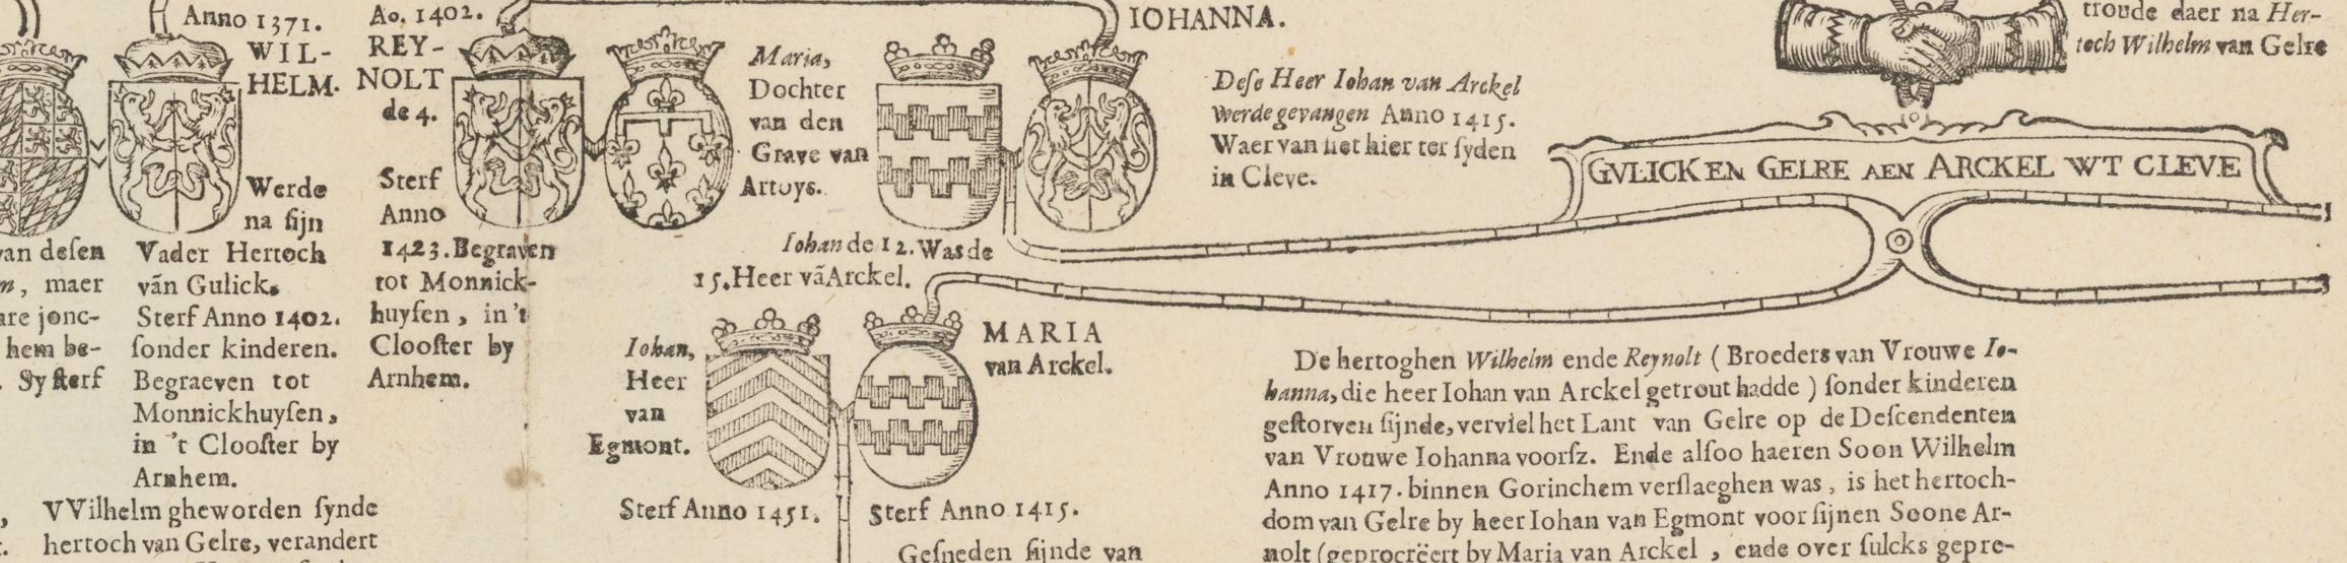 Anno 1371.
WIL-
HELM.
Werde
na sijn
Vader Hertoch
vãn Gulick.
Sterf Anno 1402.
sonder kinderen.
Begraeven tot
Monnickhuysen,
in 't Clooster by
Arnhem.
van desen
maer
jonc-
hem be-
Sy sterf
VVilhelm gheworden synde
hertoch van Gelre, verandert
Ao. 1402.
REY-
NOLT
de 4.
Sterf
Anno
1423. Begraven
tot Monnick-
huysen, in 't
Clooster by
Arnhem.
Maria,
Dochter
van den
Grave van
Artoys.
IOHANNA.
Dese Heer Iohan van Arckel
werde gevangen Anno 1415.
Waer van siet hier ter syden
in Cleve.
Iohan de 12. Was de
15. Heer vã Arckel.
Iohan,
Heer
van
Egmont.
Sterf Anno 1451.
MARIA
van Arckel.
Sterf Anno 1415.
Gesneden sijnde van
troude daer na Her-
toch Wilhelm van Gelre
GVLICK EN GELRE AEN ARCKEL WT CLEVE
De hertoghen Wilhelm ende Reynolt (Broeders van Vrouwe Io-
hanna, die heer Iohan van Arckel getrout hadde) sonder kinderen
gestorven sijnde, verviel het Lant van Gelre op de Descendenten
van Vrouwe Iohanna voorsz. Ende alsoo haeren Soon Wilhelm
Anno 1417. binnen Gorinchem verslaeghen was, is het hertoch-
dom van Gelre by heer Iohan van Egmont voor sijnen Soone Ar-
nolt (geprocrëert by Maria van Arckel, ende over sulcks gepre-